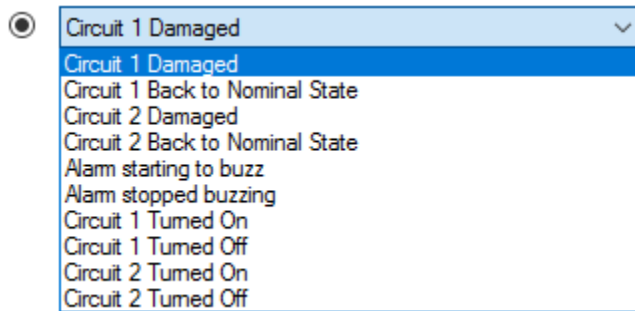 Circuit 1 Damaged
Circuit 1 Damaged
Circuit 1 Back to Nominal State
Circuit 2 Damaged
Circuit 2 Back to Nominal State
Alarm starting to buzz
Alarm stopped buzzing
Circuit 1 Turned On
Circuit 1 Turned Off
Circuit 2 Turned On
Circuit 2 Turned Off